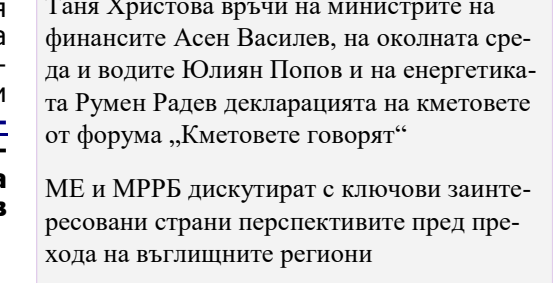 Таня Христова връчи на министрите на
финансите Асен Василев, на околната сре-
да и водите Юлиян Попов и на енергетика-
та Румен Радев декларацията на кметовете
от форума „Кметовете говорят“
МЕ и МРРБ дискутират с ключови заинте-
ресовани страни перспективите пред пре-
хода на въглищните региони